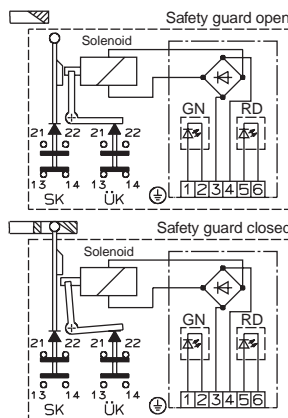 Safety guard open
Solenoid
GN RD
21 22 21 22
13 14 13 14
SK ÜK
1 2 3 4 5 6
Safety guard closed
Solenoid
GN RD
21 22 21 22
13 14 13 14
SK ÜK
1 2 3 4 5 6